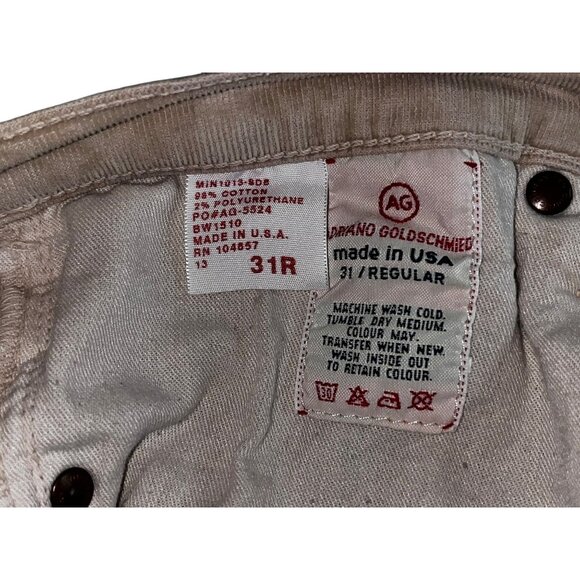 MIN1013-SDB
98% COTTON
2% POLYURETHANE
PO#AG-5524
BW1510
MADE IN U.S.A.
RN 104857
13
31R
AG
ADRIANO GOLDSCHMIED
made in USA
31 / REGULAR
MACHINE WASH COLD.
TUMBLE DRY MEDIUM.
COLOUR MAY.
TRANSFER WHEN NEW.
WASH INSIDE OUT
TO RETAIN COLOUR.
30